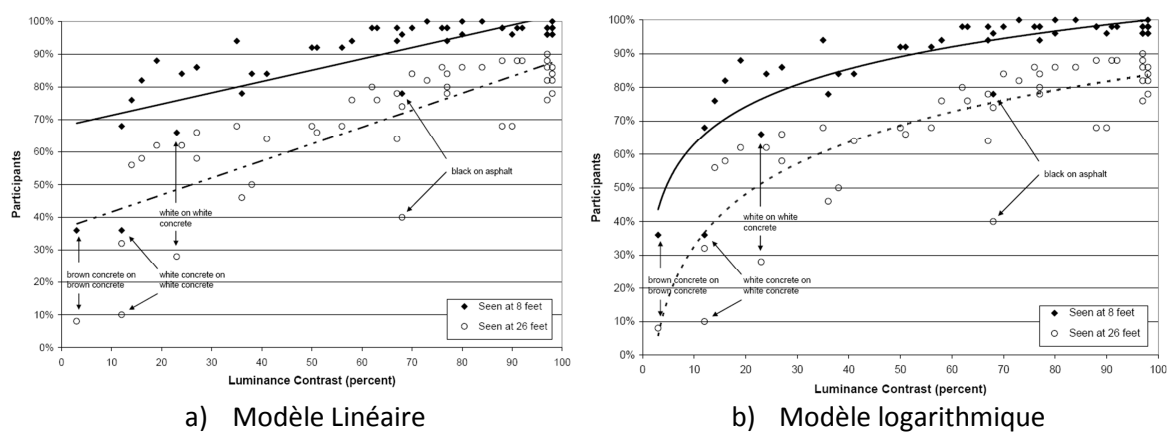 100%
90%
80%
70%
60%
50%
40%
30%
20%
10%
0%
Participants
black on asphalt
white on white
concrete
brown concrete on
brown concrete
white concrete on
white concrete
Seen at 8 feet
Seen at 26 feet
0 10 20 30 40 50 60 70 80 90 100
Luminance Contrast (percent)
a) Modèle Linéaire
100%
90%
80%
70%
60%
50%
40%
30%
20%
10%
0%
Participants
black on asphalt
white on white
concrete
brown concrete on
brown concrete
white concrete on
white concrete
Seen at 8 feet
Seen at 26 feet
0 10 20 30 40 50 60 70 80 90 100
Luminance Contrast (percent)
b) Modèle logarithmique